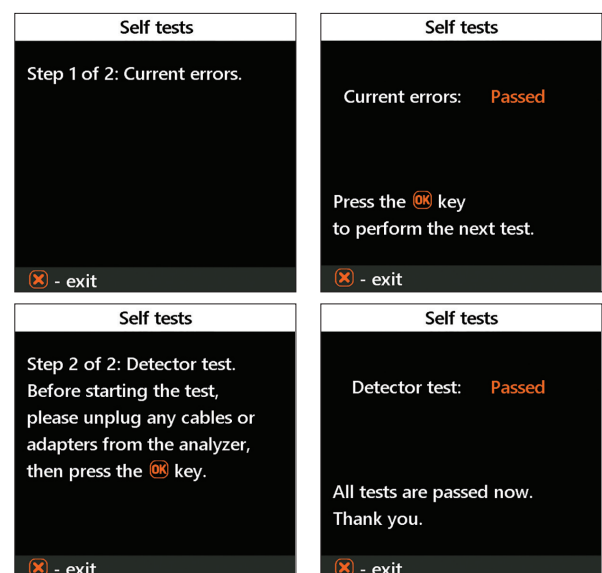 Self tests
Step 1 of 2: Current errors.
X - exit
Self tests
Current errors: Passed
Press the OK key
to perform the next test.
X - exit
Self tests
Step 2 of 2: Detector test.
Before starting the test,
please unplug any cables or
adapters from the analyzer,
then press the OK key.
X - exit
Self tests
Detector test: Passed
All tests are passed now.
Thank you.
X - exit